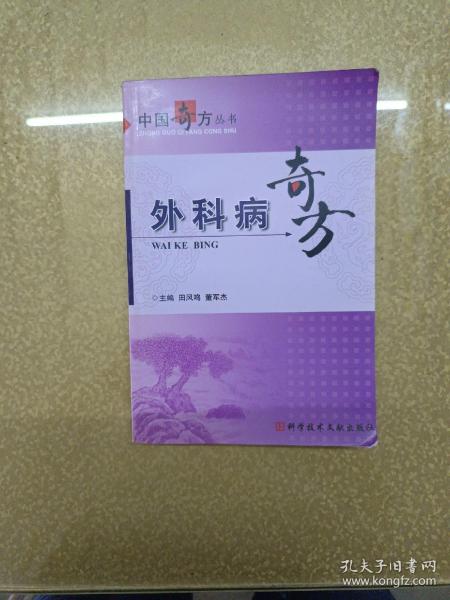 中国奇方丛书
ZHONG GUO QI FANG CONG SHU
外科病
奇方
WAI KE BING
◇主编 田风鸣 董军杰
科学技术文献出版社
孔夫子旧书网
www.kongfz.com